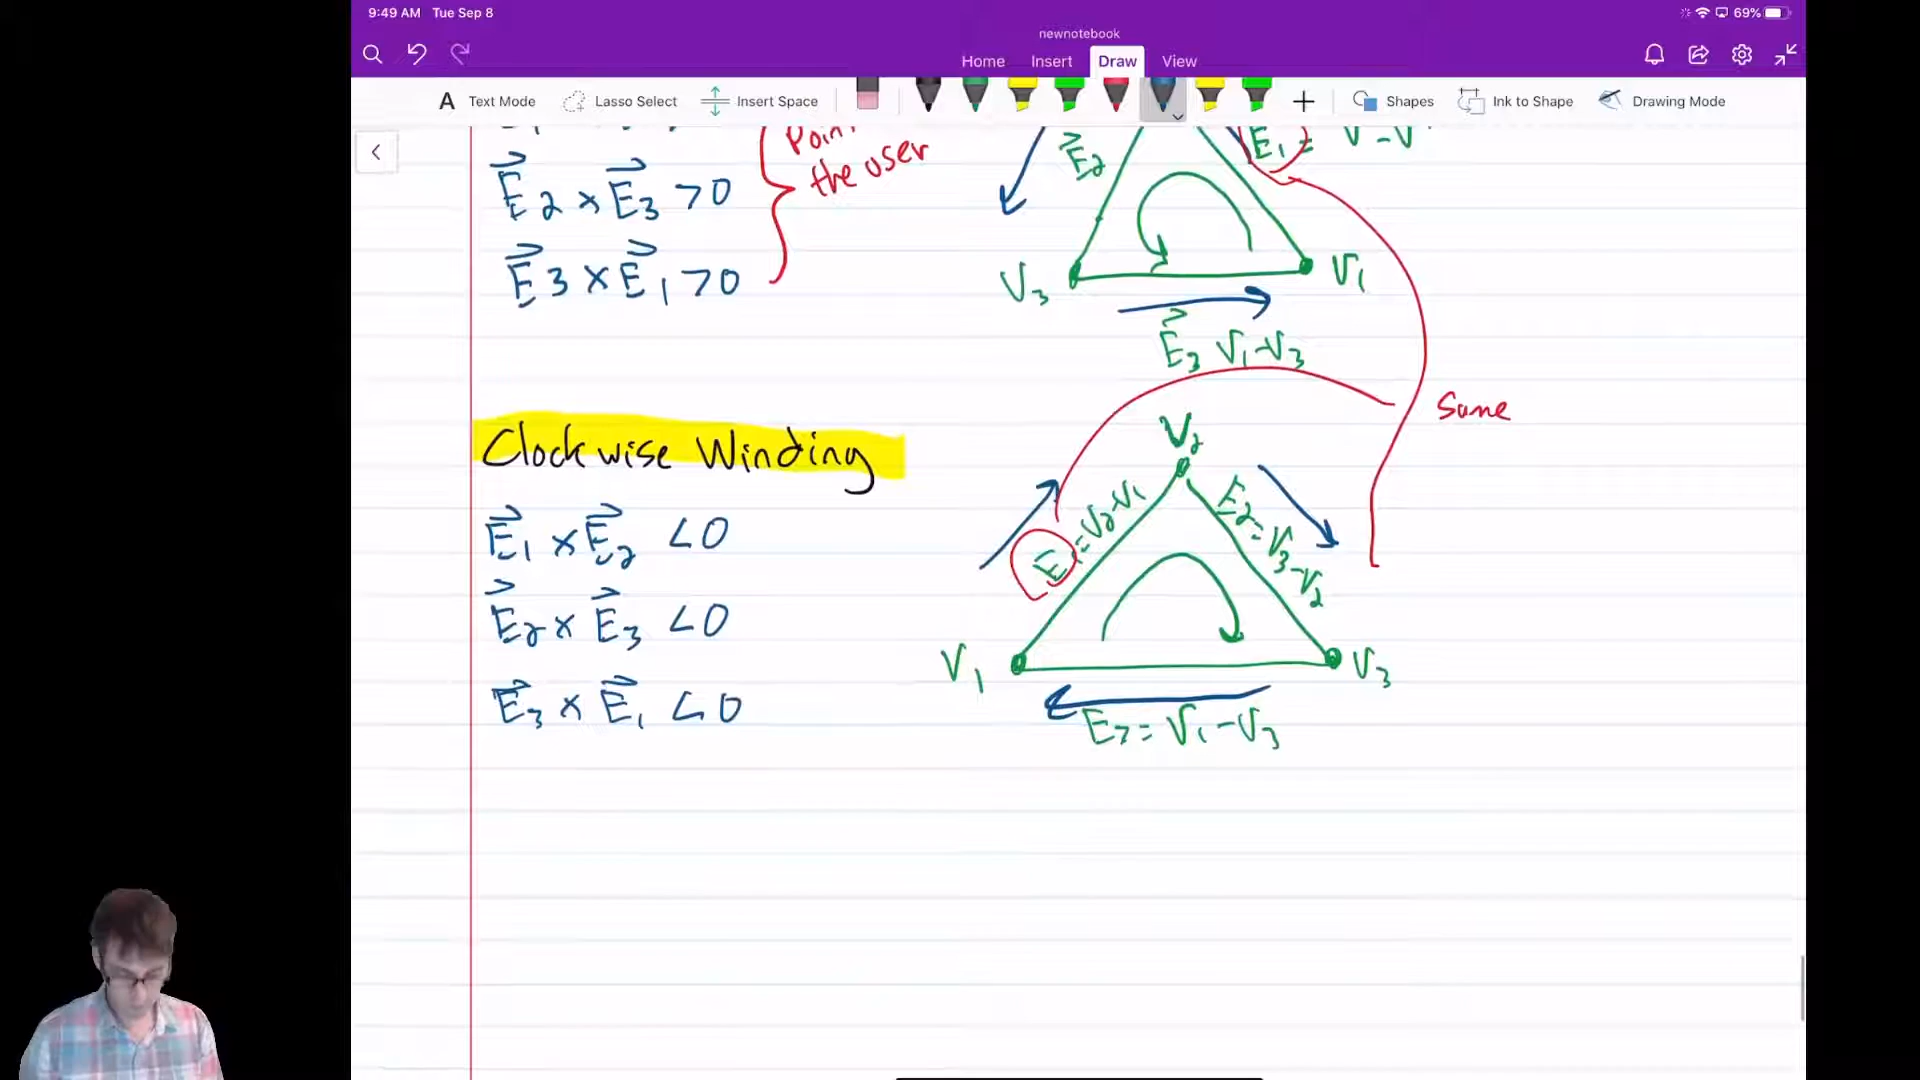 9:49 AM Tue Sep 8
69%
newnotebook
Home Insert Draw View
A Text Mode Lasso Select Insert Space Shapes Ink to Shape Drawing Mode
the user
E2 x E3 >0
E3 x E1 >0
E2
E1 =
V3
V1
E3 V1-V3
Same
Clockwise Winding
E1 x E2 <0
E2 x E3 <0
E3 x E1 <0
V2
E1=V2-V1
E2=V3-V2
V1
V3
E3=V1-V3